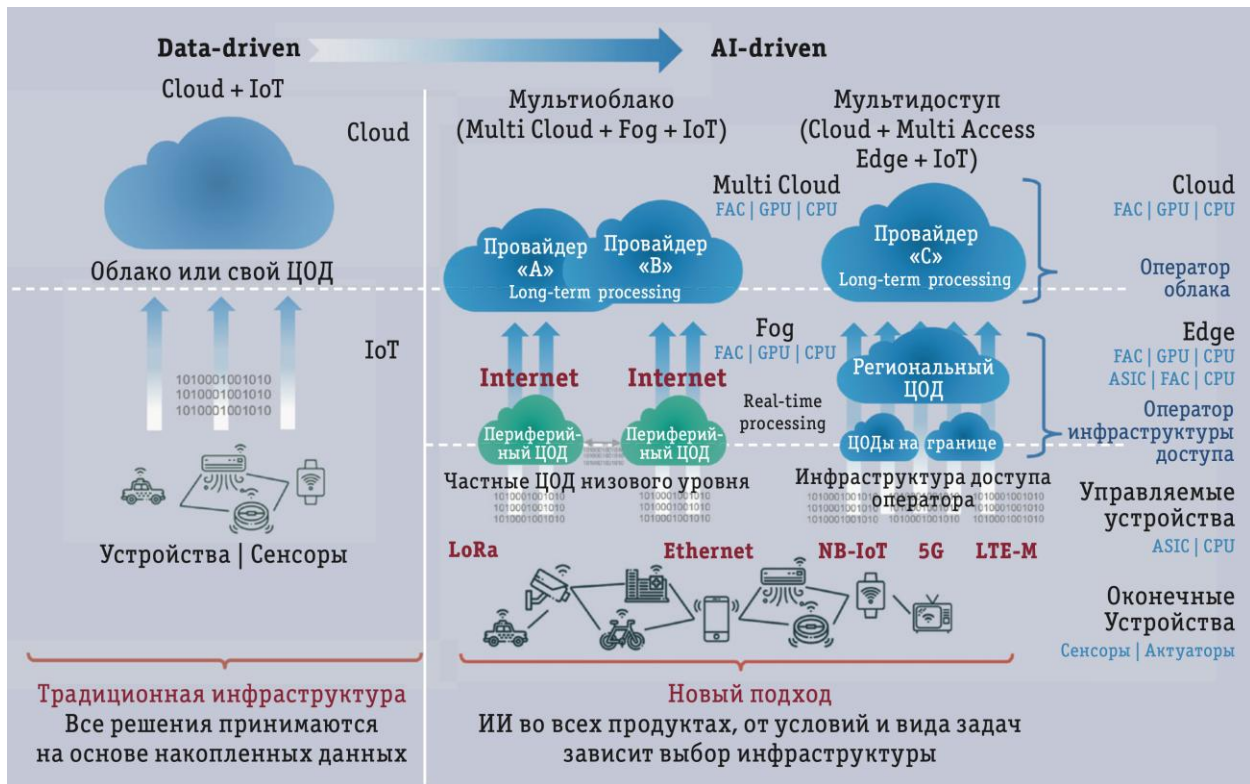 Data-driven
AI-driven
Cloud + IoT
Cloud
Облако или свой ЦОД
IoT
1010001001010
1010001001010
1010001001010
Устройства | Сенсоры
Традиционная инфраструктура
Все решения принимаются
на основе накопленных данных
Мультиоблако
(Multi Cloud + Fog + IoT)
Multi Cloud
FAC | GPU | CPU
Провайдер
«А»
Провайдер
«В»
Long-term processing
Fog
FAC | GPU | CPU
Internet
Internet
Real-time
processing
Периферий-
ный ЦОД
Периферий-
ный ЦОД
Частные ЦОД низового уровня
1010001001010
1010001001010
1010001001010
1010001001010
1010001001010
1010001001010
Мультидоступ
(Cloud + Multi Access
Edge + IoT)
Провайдер
«С»
Long-term processing
Региональный
ЦОД
ЦОДы на границе
Инфраструктура доступа
оператора
LoRa
Ethernet
NB-IoT
5G
LTE-M
Cloud
FAC | GPU | CPU
Оператор
облака
Edge
FAC | GPU | CPU
ASIC | FAC | CPU
Оператор
инфраструктуры
доступа
Управляемые
устройства
ASIC | CPU
Оконечные
Устройства
Сенсоры | Актуаторы
Новый подход
ИИ во всех продуктах, от условий и вида задач
зависит выбор инфраструктуры